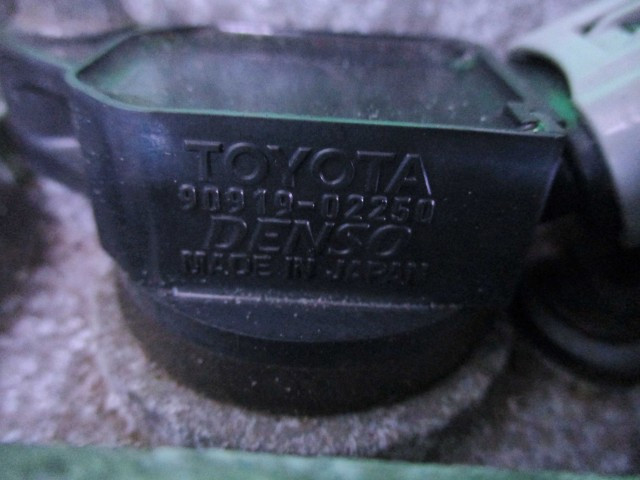 TOYOTA
90919-02250
DENSO
MADE IN JAPAN